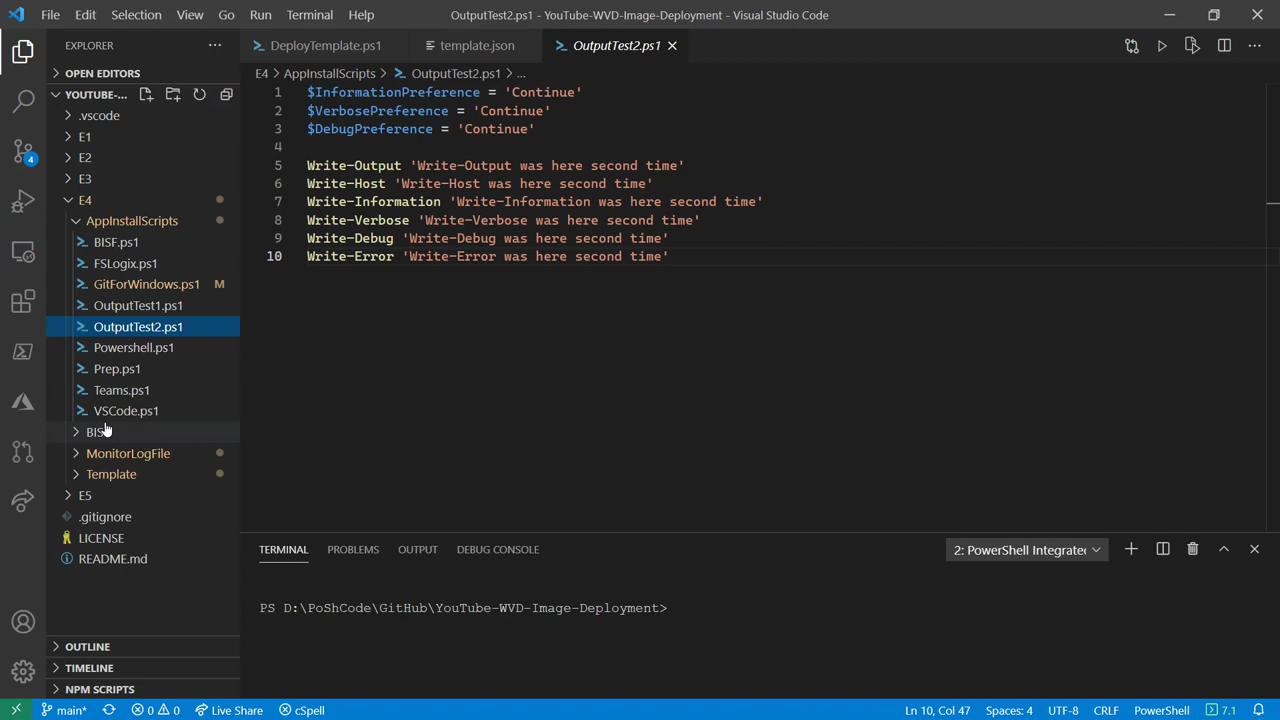 File Edit Selection View Go Run Terminal Help OutputTest2.ps1 - YouTube-WVD-Image-Deployment - Visual Studio Code
EXPLORER
DeployTemplate.ps1 template.json OutputTest2.ps1
OPEN EDITORS
E4 AppInstallScripts OutputTest2.ps1 ...
YOUTUBE-...
.vscode
E1
E2
E3
E4
AppInstallScripts
BISF.ps1
FSLogix.ps1
GitForWindows.ps1 M
OutputTest1.ps1
OutputTest2.ps1
Powershell.ps1
Prep.ps1
Teams.ps1
VSCode.ps1
MonitorLogFile
Template
E5
.gitignore
LICENSE
README.md
OUTLINE
TIMELINE
NPM SCRIPTS
4
1 $InformationPreference = 'Continue'
2 $VerbosePreference = 'Continue'
3 $DebugPreference = 'Continue'
4
5 Write-Output 'Write-Output was here second time'
6 Write-Host 'Write-Host was here second time'
7 Write-Information 'Write-Information was here second time'
8 Write-Verbose 'Write-Verbose was here second time'
9 Write-Debug 'Write-Debug was here second time'
10 Write-Error 'Write-Error was here second time'
TERMINAL PROBLEMS OUTPUT DEBUG CONSOLE 2: PowerShell Integrated
PS D:\PoShCode\GitHub\YouTube-WVD-Image-Deployment>
main* 0 0 Live Share cSpell Ln 10, Col 47 Spaces: 4 UTF-8 CRLF PowerShell 7.1